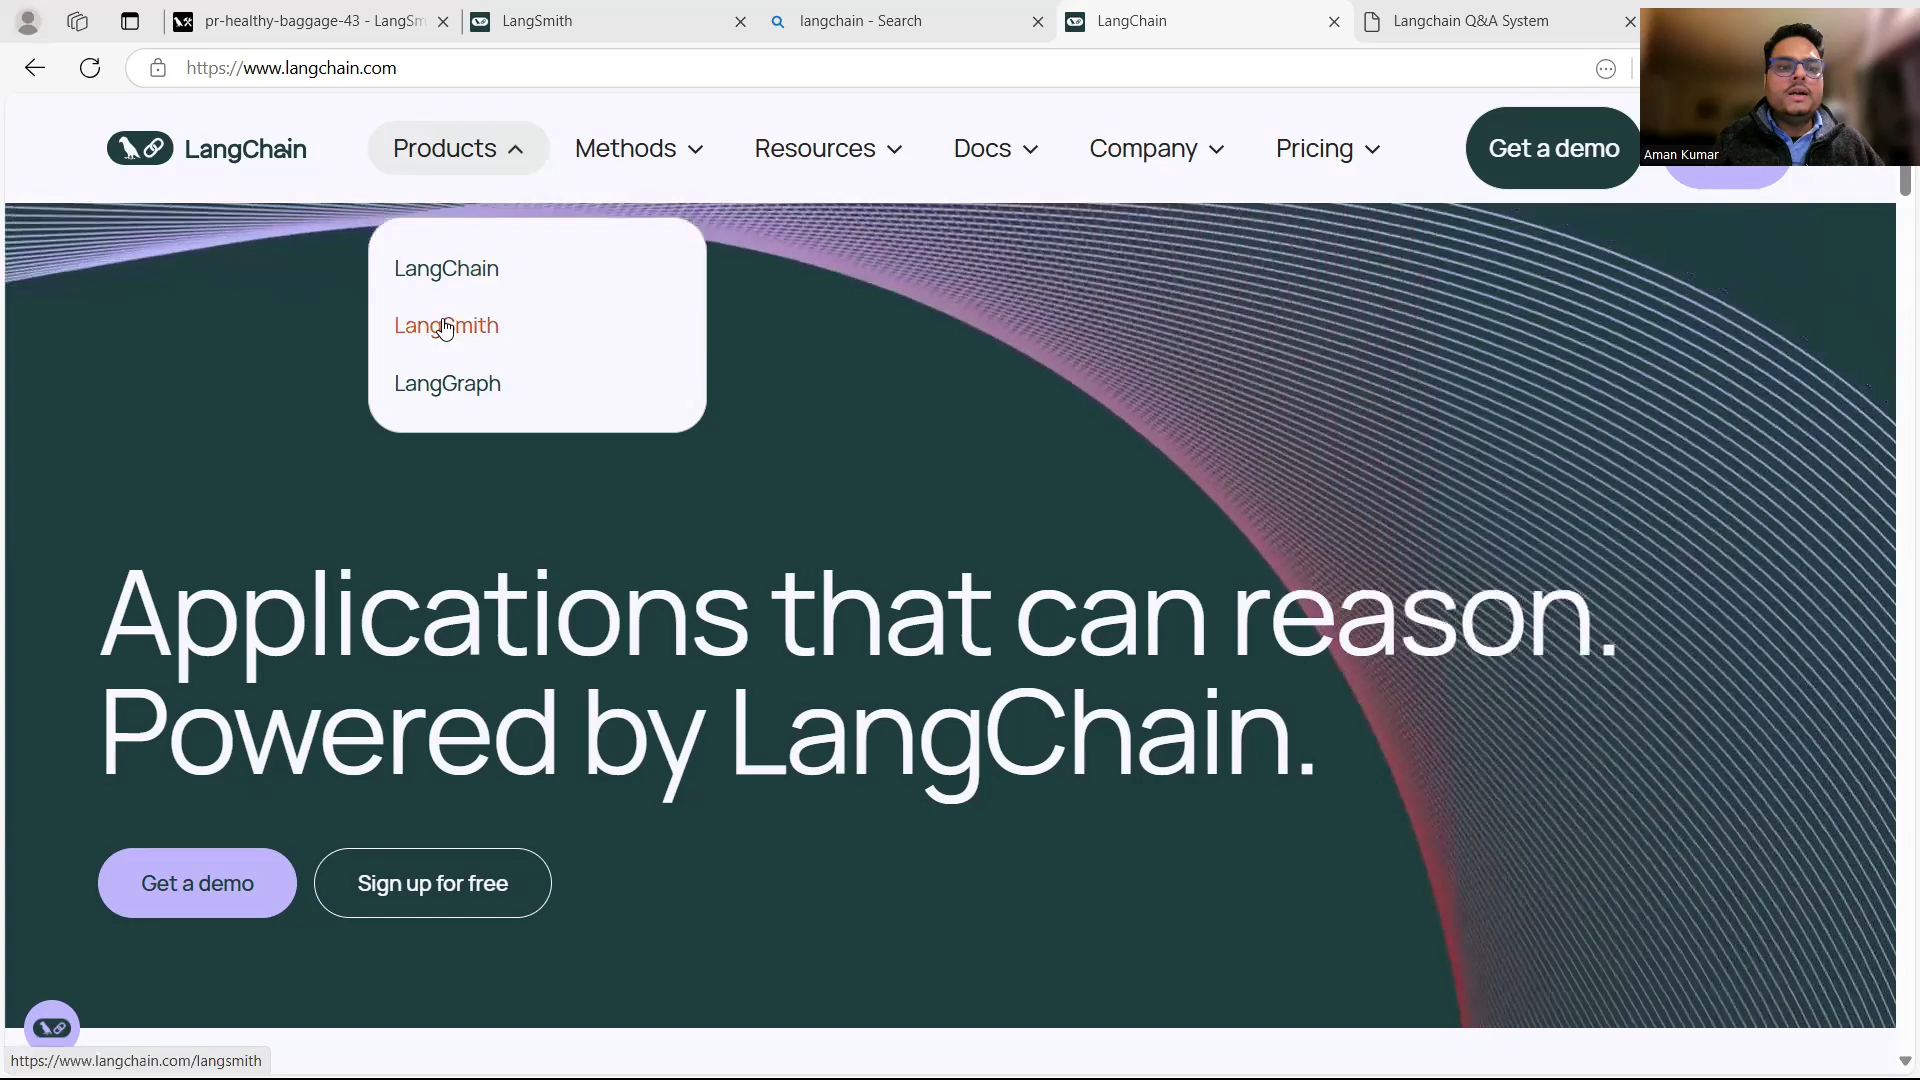 pr-healthy-baggage-43 - LangSm
LangSmith
langchain - Search
LangChain
Langchain Q&A System
https://www.langchain.com
LangChain
Products
Methods
Resources
Docs
Company
Pricing
Get a demo
Aman Kumar
LangChain
LangSmith
LangGraph
Applications that can reason.
Powered by LangChain.
Get a demo
Sign up for free
https://www.langchain.com/langsmith